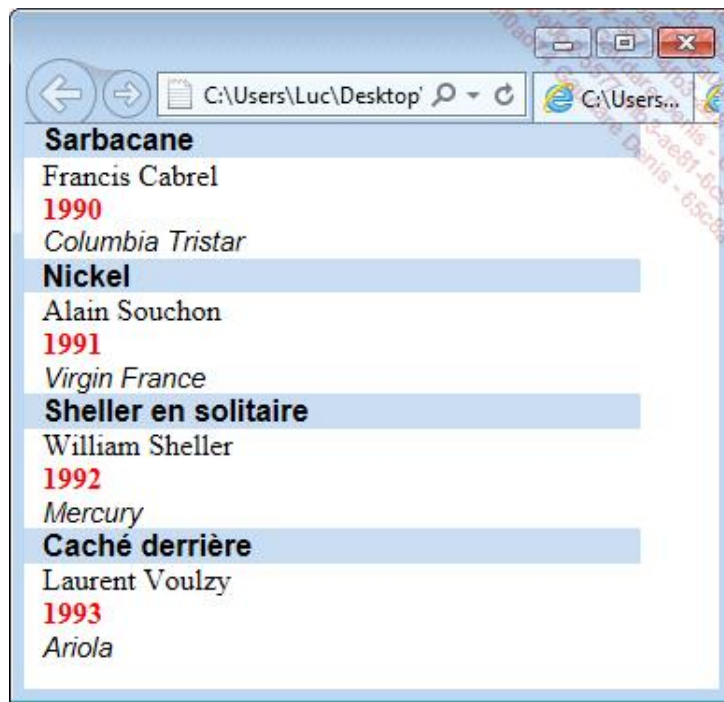 C:\Users\Luc\Desktop'
C:\Users...
Sarbacane
Francis Cabrel
1990
Columbia Tristar
Nickel
Alain Souchon
1991
Virgin France
Sheller en solitaire
William Sheller
1992
Mercury
Caché derrière
Laurent Voulzy
1993
Ariola